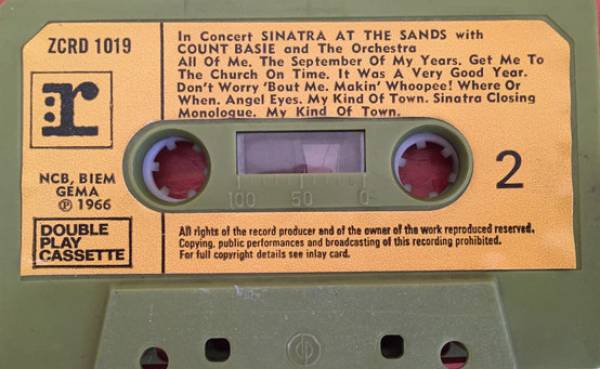 ZCRD 1019
In Concert SINATRA AT THE SANDS with
COUNT BASIE and The Orchestra
All Of Me. The September Of My Years. Get Me To
The Church On Time. It Was A Very Good Year.
Don't Worry 'Bout Me. Makin' Whoopee! Where Or
When. Angel Eyes. My Kind Of Town. Sinatra Closing
Monologue. My Kind Of Town.
r
NCB, BIEM
GEMA
℗ 1966
2
100 50 0
DOUBLE
PLAY
CASSETTE
All rights of the record producer and of the owner of the work reproduced reserved.
Copying, public performances and broadcasting of this recording prohibited.
For full copyright details see inlay card.